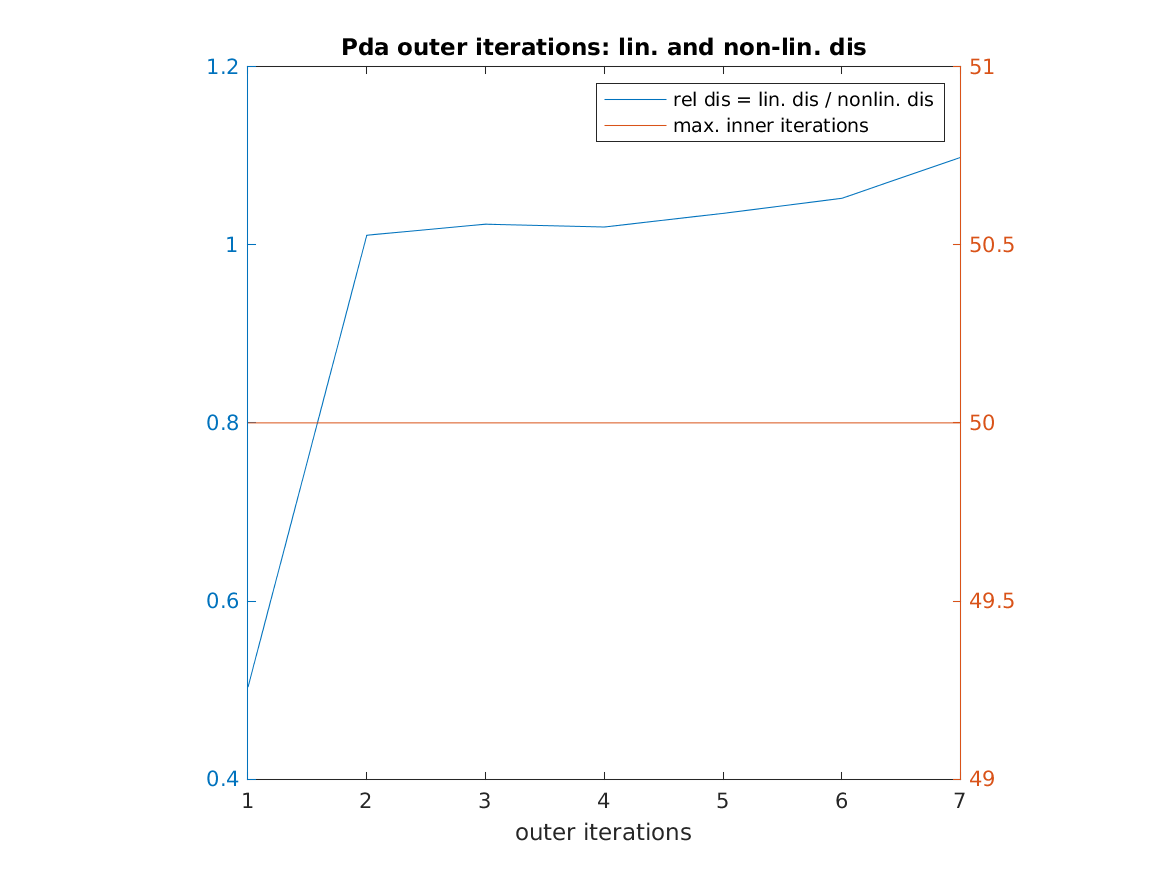 Pda outer iterations: lin. and non-lin. dis
1.2
1
0.8
0.6
0.4
51
50.5
50
49.5
49
rel dis = lin. dis / nonlin. dis
max. inner iterations
1 2 3 4 5 6 7
outer iterations